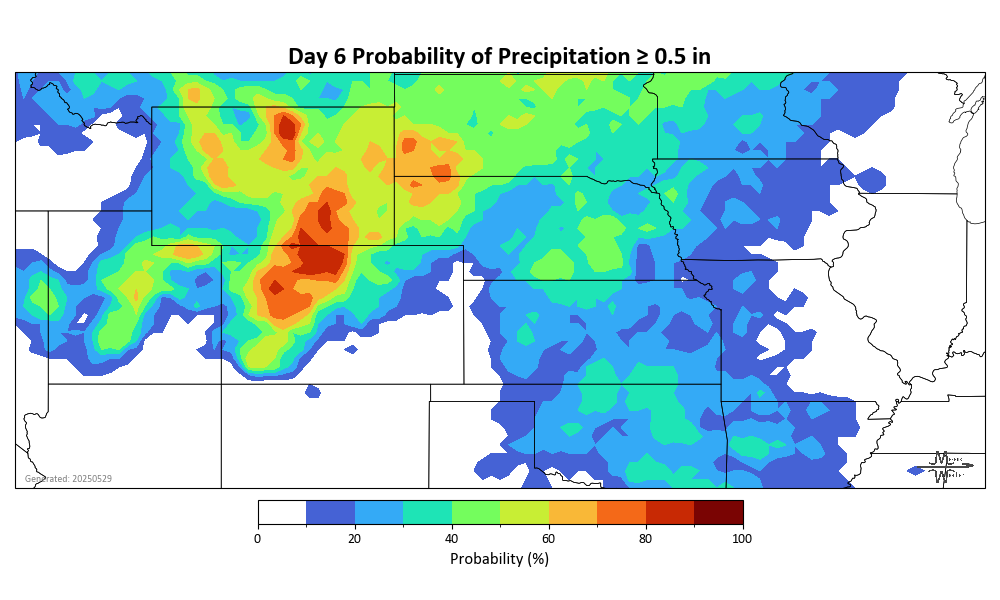 Day 6 Probability of Precipitation ≥ 0.5 in
Generated: 20250529
0 20 40 60 80 100
Probability (%)